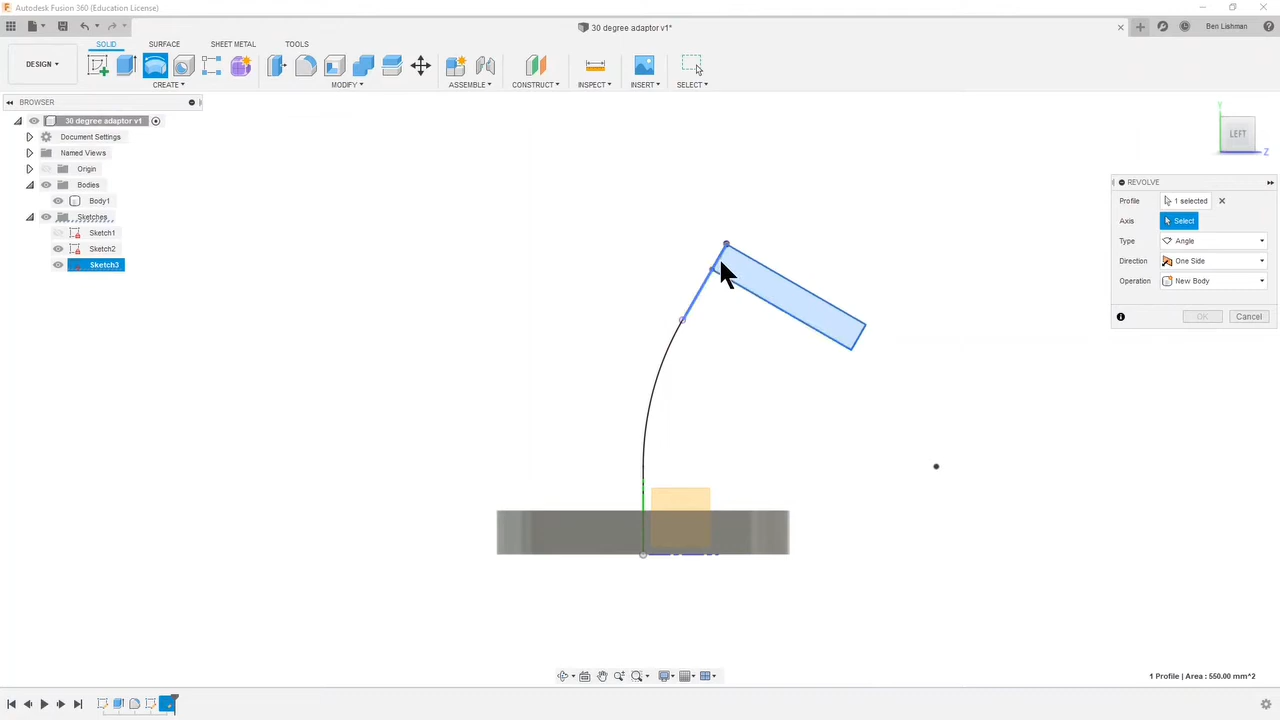 Autodesk Fusion 360 (Education License)
30 degree adaptor v1*
Ben Lishman
SOLID SURFACE SHEET METAL TOOLS
DESIGN
CREATE MODIFY ASSEMBLE CONSTRUCT INSPECT INSERT SELECT
BROWSER
30 degree adaptor v1
Document Settings
Named Views
Origin
Bodies
Body1
Sketches
Sketch1
Sketch2
Sketch3
Y
LEFT
Z
REVOLVE
Profile 1 selected
Axis Select
Type Angle
Direction One Side
Operation New Body
OK Cancel
1 Profile | Area : 550.00 mm^2